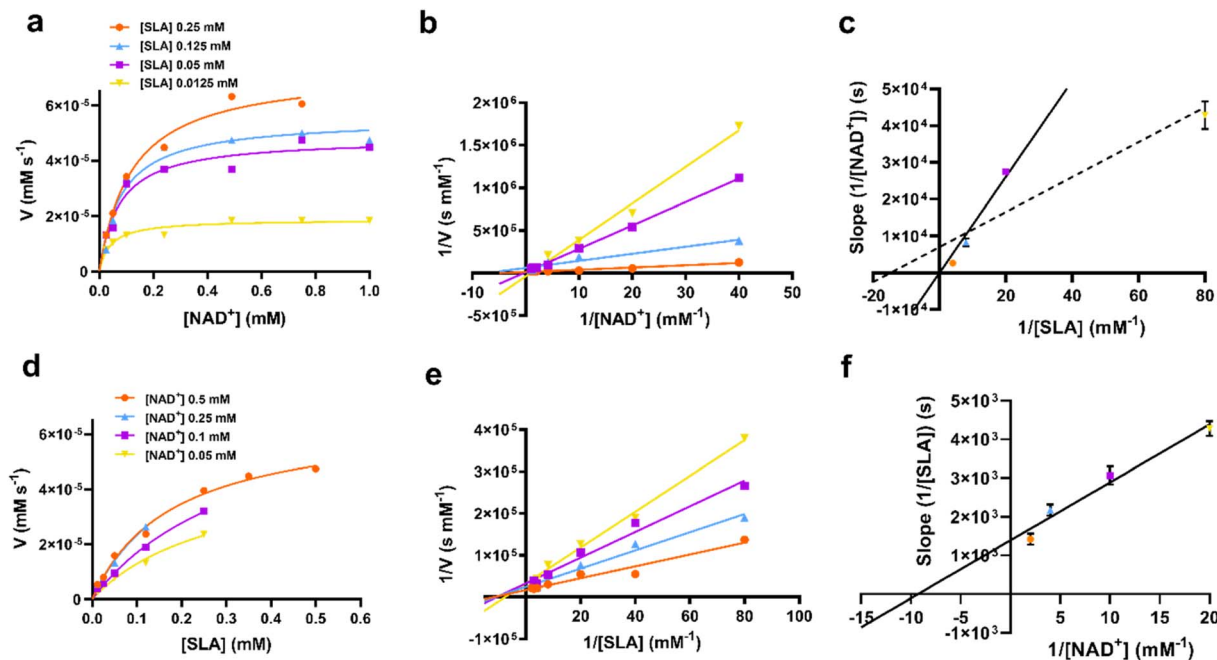 a
[SLA] 0.25 mM
[SLA] 0.125 mM
[SLA] 0.05 mM
[SLA] 0.0125 mM
V (mM s⁻¹)
6×10⁻⁵
4×10⁻⁵
2×10⁻⁵
0
0.0 0.2 0.4 0.6 0.8 1.0
[NAD⁺] (mM)
b
1/V (s mM⁻¹)
2×10⁶
1×10⁶
1×10⁶
5×10⁵
-5×10⁵
-10 10 20 30 40 50
1/[NAD⁺] (mM⁻¹)
c
Slope (1/[NAD⁺]) (s)
5×10⁴
4×10⁴
3×10⁴
2×10⁴
1×10⁴
-1×10⁴
-20 20 40 60 80
1/[SLA] (mM⁻¹)
d
[NAD⁺] 0.5 mM
[NAD⁺] 0.25 mM
[NAD⁺] 0.1 mM
[NAD⁺] 0.05 mM
V (mM s⁻¹)
6×10⁻⁵
4×10⁻⁵
2×10⁻⁵
0
0.0 0.1 0.2 0.3 0.4 0.5 0.6
[SLA] (mM)
e
1/V (s mM⁻¹)
4×10⁵
3×10⁵
2×10⁵
1×10⁵
-1×10⁵
20 40 60 80 100
1/[SLA] (mM⁻¹)
f
Slope (1/[SLA]) (s)
5×10³
4×10³
3×10³
2×10³
1×10³
-1×10³
-15 -10 -5 10 20
1/[NAD⁺] (mM⁻¹)